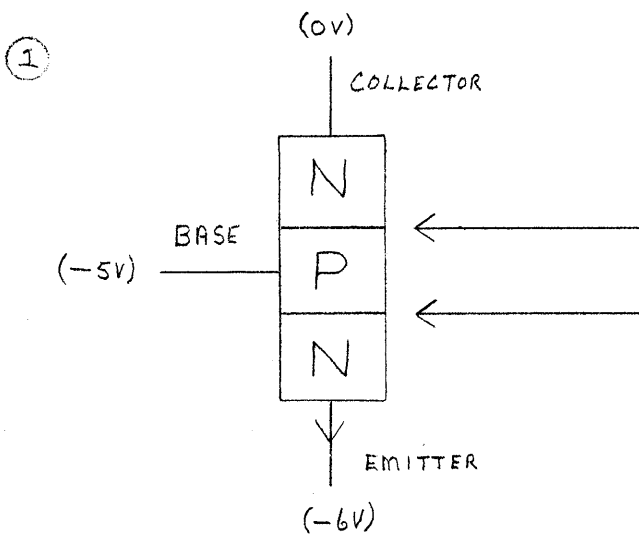 (0V)
1
COLLECTOR
N
BASE
(-5V)
P
N
EMITTER
(-6V)